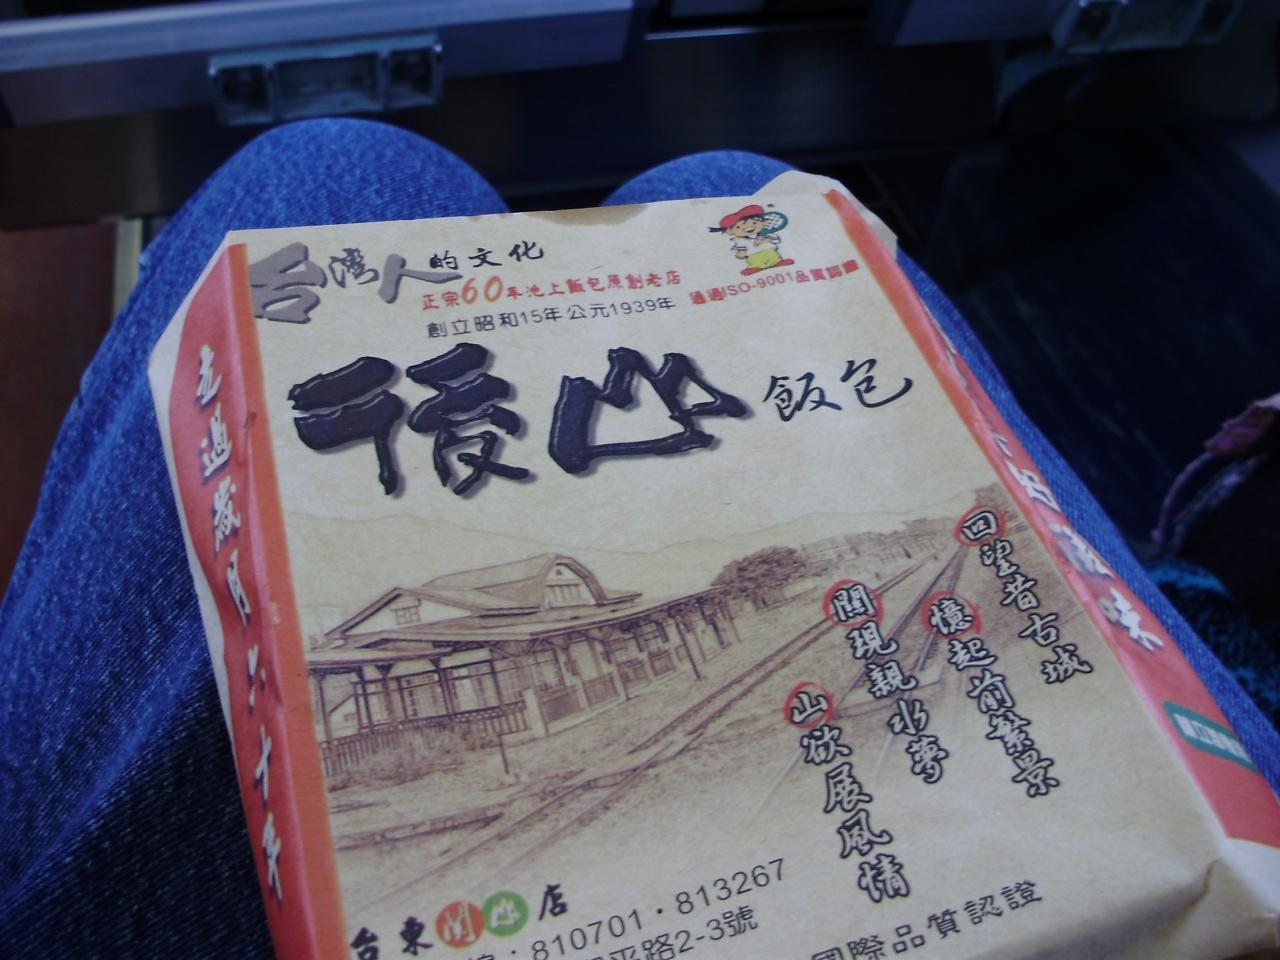 台灣人的文化
正宗60年池上飯包原創老店
通過ISO-9001品質認證
創立昭和15年公元1939年
後山飯包
回望昔古城
憶起前繁景
關現親水夢
山欲展風情
走過歲月六十年
台東關山店
：810701・813267
平路2-3號
國際品質認證